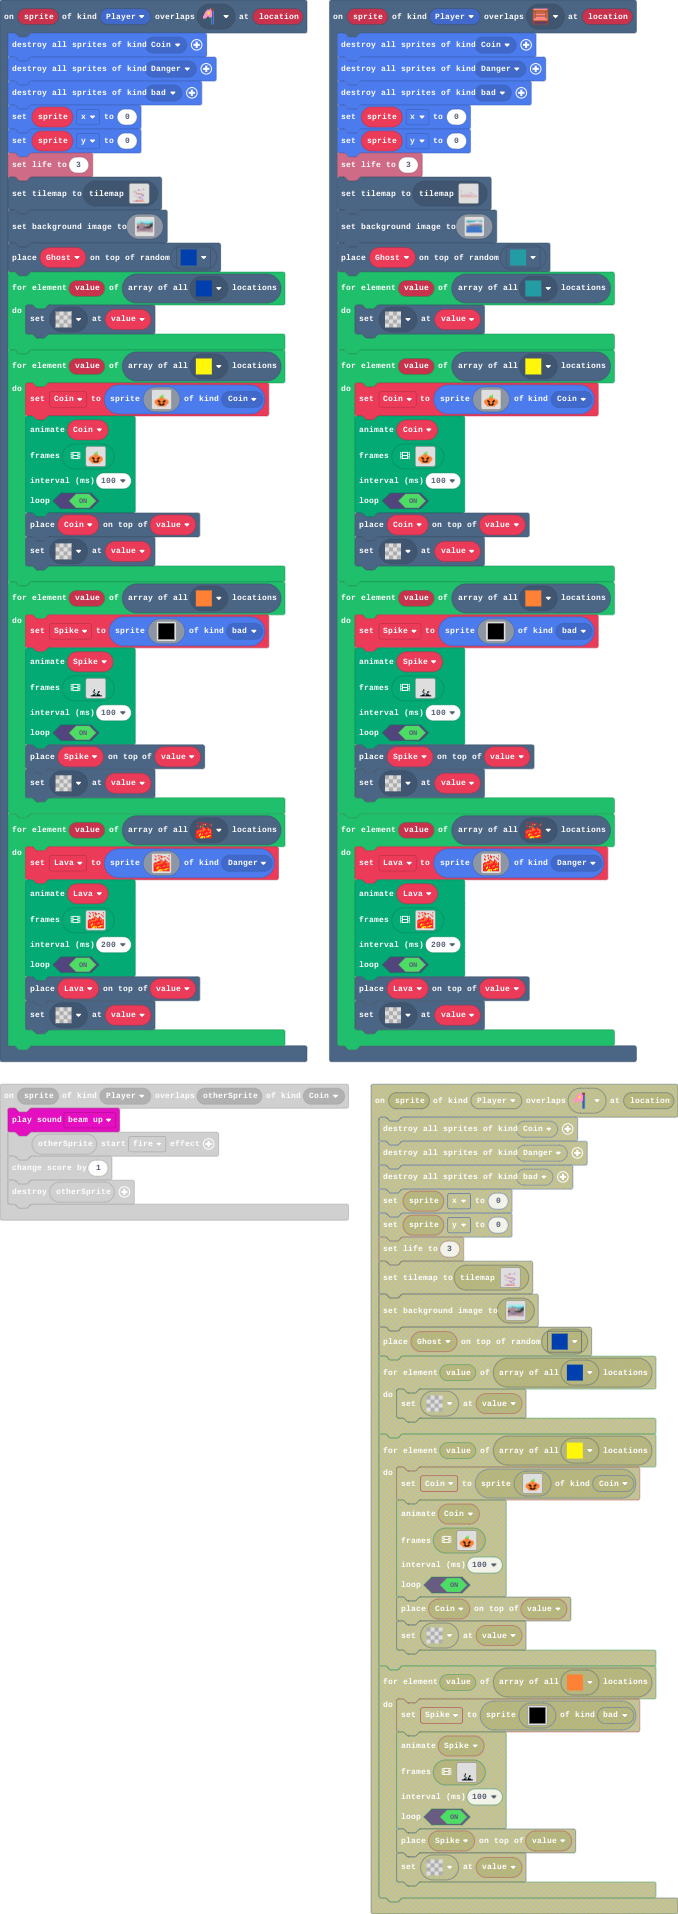 on sprite of kind Player overlaps at location
destroy all sprites of kind Coin
destroy all sprites of kind Danger
destroy all sprites of kind bad
set sprite x to 0
set sprite y to 0
set life to 3
set tilemap to tilemap
set background image to
place Ghost on top of random
for element value of array of all locations
do
set at value
for element value of array of all locations
do
set Coin to sprite of kind Coin
animate Coin
frames
interval (ms) 100
loop ON
place Coin on top of value
set at value
for element value of array of all locations
do
set Spike to sprite of kind bad
animate Spike
frames
interval (ms) 100
loop ON
place Spike on top of value
set at value
for element value of array of all locations
do
set Lava to sprite of kind Danger
animate Lava
frames
interval (ms) 200
loop ON
place Lava on top of value
set at value
on sprite of kind Player overlaps at location
destroy all sprites of kind Coin
destroy all sprites of kind Danger
destroy all sprites of kind bad
set sprite x to 0
set sprite y to 0
set life to 3
set tilemap to tilemap
set background image to
place Ghost on top of random
for element value of array of all locations
do
set at value
for element value of array of all locations
do
set Coin to sprite of kind Coin
animate Coin
frames
interval (ms) 100
loop ON
place Coin on top of value
set at value
for element value of array of all locations
do
set Spike to sprite of kind bad
animate Spike
frames
interval (ms) 100
loop ON
place Spike on top of value
set at value
for element value of array of all locations
do
set Lava to sprite of kind Danger
animate Lava
frames
interval (ms) 200
loop ON
place Lava on top of value
set at value
on sprite of kind Player overlaps otherSprite of kind Coin
play sound beam up
otherSprite start fire effect
change score by 1
destroy otherSprite
on sprite of kind Player overlaps at location
destroy all sprites of kind Coin
destroy all sprites of kind Danger
destroy all sprites of kind bad
set sprite x to 0
set sprite y to 0
set life to 3
set tilemap to tilemap
set background image to
place Ghost on top of random
for element value of array of all locations
do
set at value
for element value of array of all locations
do
set Coin to sprite of kind Coin
animate Coin
frames
interval (ms) 100
loop ON
place Coin on top of value
set at value
for element value of array of all locations
do
set Spike to sprite of kind bad
animate Spike
frames
interval (ms) 100
loop ON
place Spike on top of value
set at value